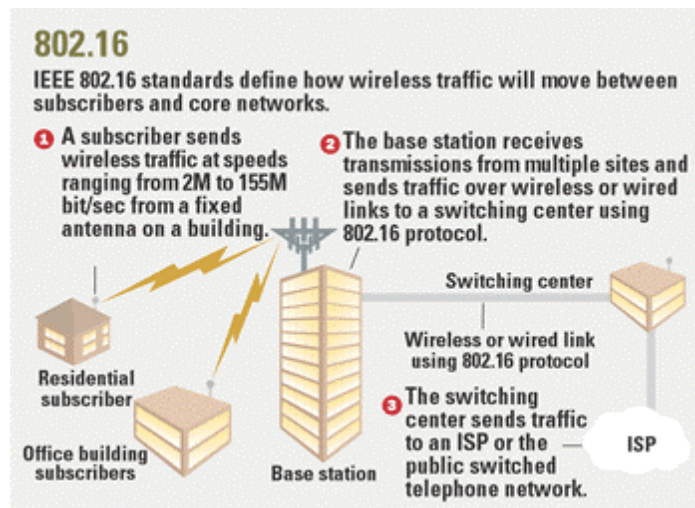 802.16
IEEE 802.16 standards define how wireless traffic will move between
subscribers and core networks.
1 A subscriber sends
wireless traffic at speeds
ranging from 2M to 155M
bit/sec from a fixed
antenna on a building.
2 The base station receives
transmissions from multiple sites and
sends traffic over wireless or wired
links to a switching center using
802.16 protocol.
Switching center
Wireless or wired link
using 802.16 protocol
Residential
subscriber
Office building
subscribers
Base station
3 The switching
center sends traffic
to an ISP or the
public switched
telephone network.
ISP